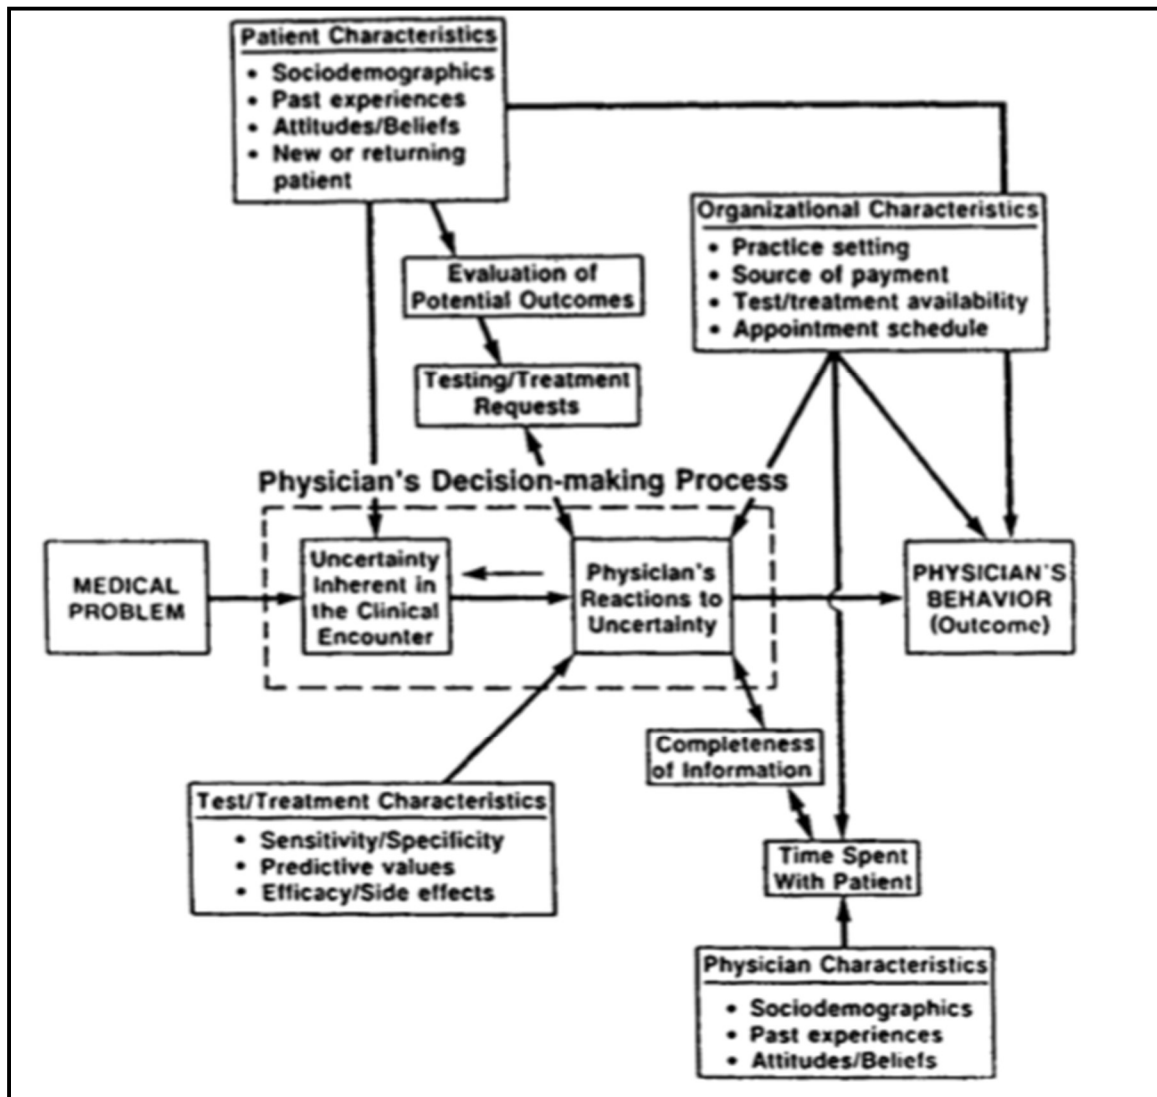 Patient Characteristics
• Sociodemographics
• Past experiences
• Attitudes/Beliefs
• New or returning
patient
Organizational Characteristics
• Practice setting
• Source of payment
• Test/treatment availability
• Appointment schedule
Evaluation of
Potential Outcomes
Testing/Treatment
Requests
Physician's Decision-making Process
MEDICAL
PROBLEM
Uncertainty
Inherent in
the Clinical
Encounter
Physician's
Reactions to
Uncertainty
PHYSICIAN'S
BEHAVIOR
(Outcome)
Completeness
of Information
Test/Treatment Characteristics
• Sensitivity/Specificity
• Predictive values
• Efficacy/Side effects
Time Spent
With Patient
Physician Characteristics
• Sociodemographics
• Past experiences
• Attitudes/Beliefs